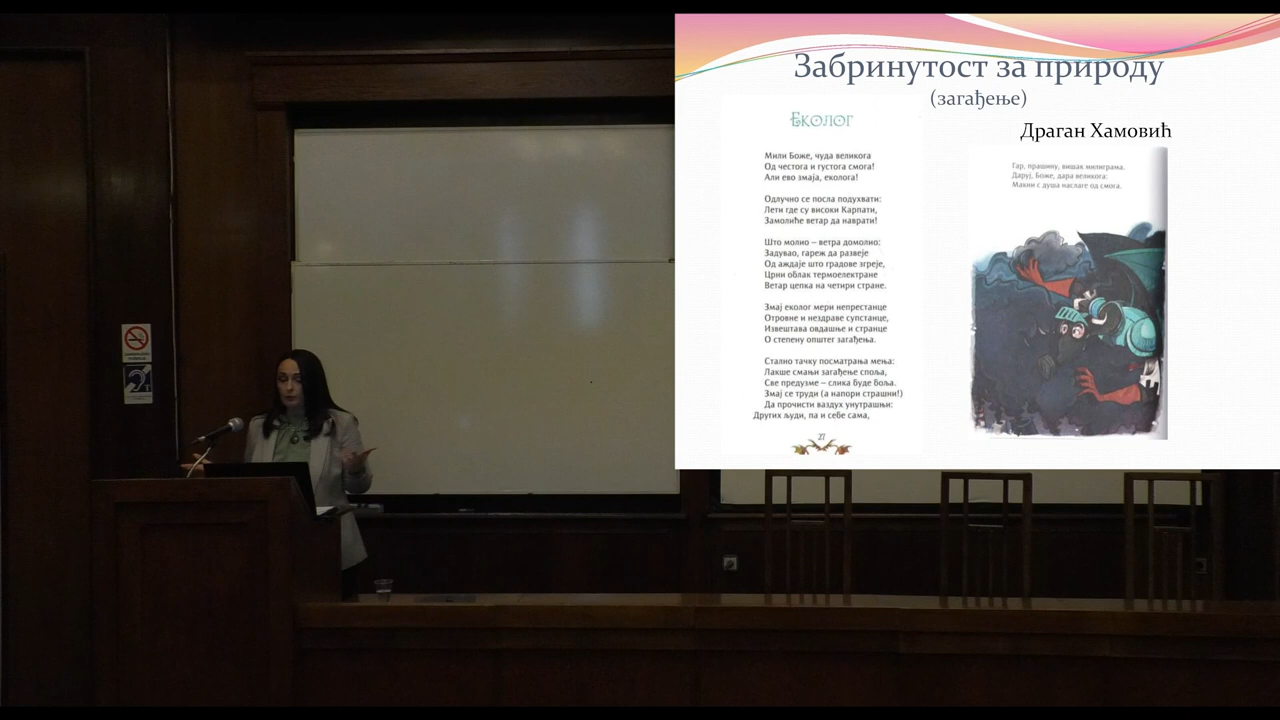 Забринутост за природу
(загађење)
Драган Хамовић
Еколог
Мили Боже, чуда великога
Од честога и густога смога!
Али ево змаја, еколога!
Одлучно се посла подухвати:
Лети где су високи Карпати,
Замолиће ветар да наврати!
Што молио – ветра домолио:
Задувао, гареж да развеје
Од аждаје што градове згреје,
Црни облак термоелектране
Ветар цепка на четири стране.
Змај еколог мери непрестанце
Отровне и нездраве супстанце,
Извештава овдашње и странце
О степену општег загађења.
Стално тачку посматрања мења:
Лакше смањи загађење споља,
Све предузме – слика буде боља.
Змај се труди (а напори страшни!)
Да прочисти ваздух унутрашњи:
Других људи, па и себе сама,
27
Гар, прашину, вишак милиграма.
Даруј, Боже, дара великога:
Макни с душа наслаге од смога.